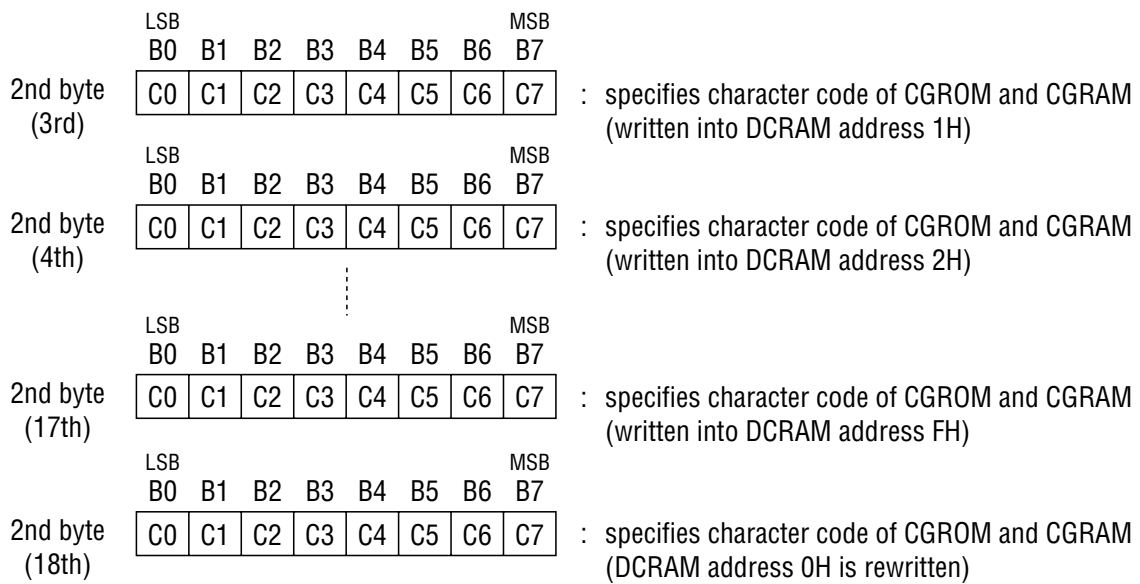 LSB MSB
B0 B1 B2 B3 B4 B5 B6 B7
2nd byte C0 C1 C2 C3 C4 C5 C6 C7 : specifies character code of CGROM and CGRAM
(3rd) (written into DCRAM address 1H)
LSB MSB
B0 B1 B2 B3 B4 B5 B6 B7
2nd byte C0 C1 C2 C3 C4 C5 C6 C7 : specifies character code of CGROM and CGRAM
(4th) (written into DCRAM address 2H)
LSB MSB
B0 B1 B2 B3 B4 B5 B6 B7
2nd byte C0 C1 C2 C3 C4 C5 C6 C7 : specifies character code of CGROM and CGRAM
(17th) (written into DCRAM address FH)
LSB MSB
B0 B1 B2 B3 B4 B5 B6 B7
2nd byte C0 C1 C2 C3 C4 C5 C6 C7 : specifies character code of CGROM and CGRAM
(18th) (DCRAM address 0H is rewritten)